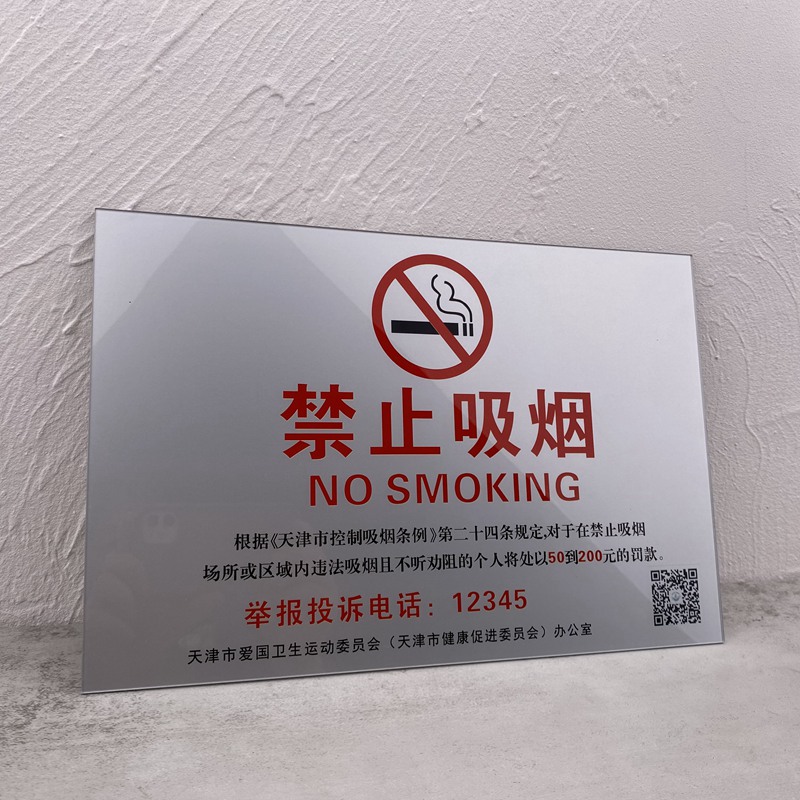 禁止吸烟
NO SMOKING
根据《天津市控制吸烟条例》第二十四条规定,对于在禁止吸烟
场所或区域内违法吸烟且不听劝阻的个人将处以50到200元的罚款。
举报投诉电话：12345
天津市爱国卫生运动委员会（天津市健康促进委员会）办公室